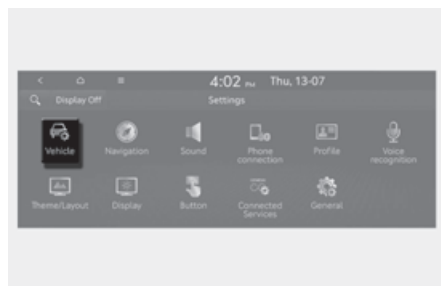 4:02 PM Thu, 13-07
Display Off Settings
Vehicle Navigation Sound Phone connection Profile Voice recognition
Theme/Layout Display Button Connected Services General